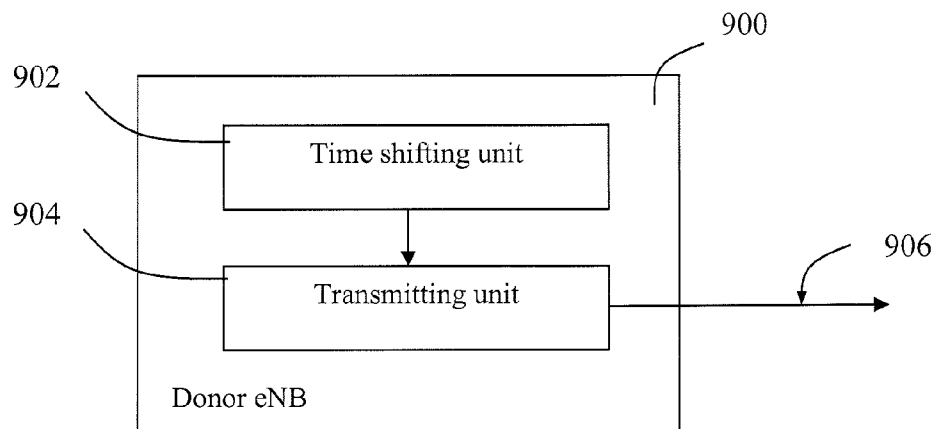 900
902
Time shifting unit
904
906
Transmitting unit
Donor eNB